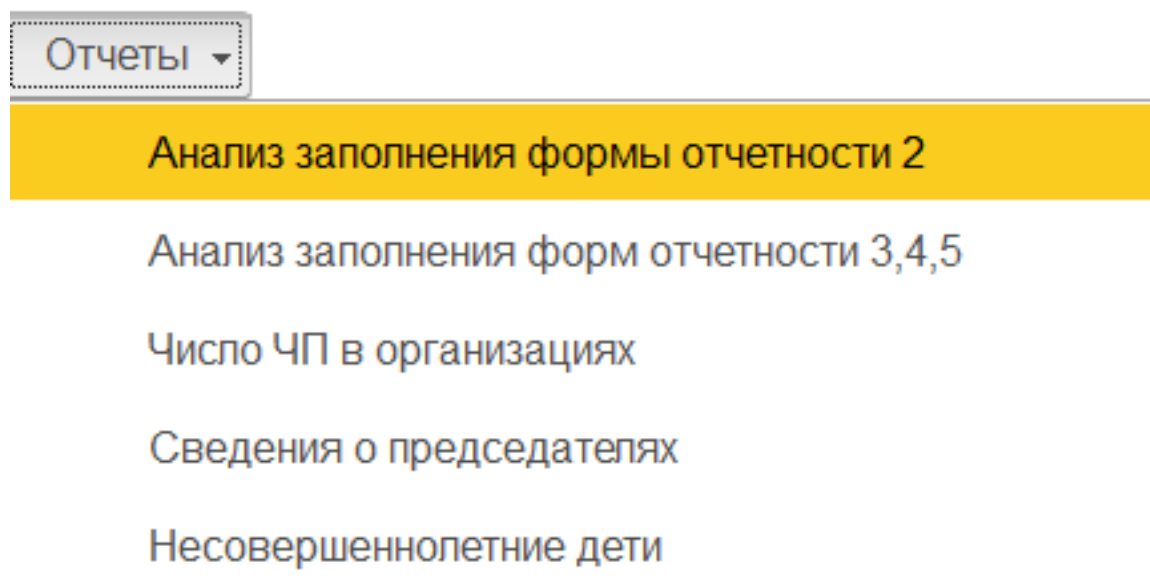 Отчеты
Анализ заполнения формы отчетности 2
Анализ заполнения форм отчетности 3,4,5
Число ЧП в организациях
Сведения о председателях
Несовершеннолетние дети